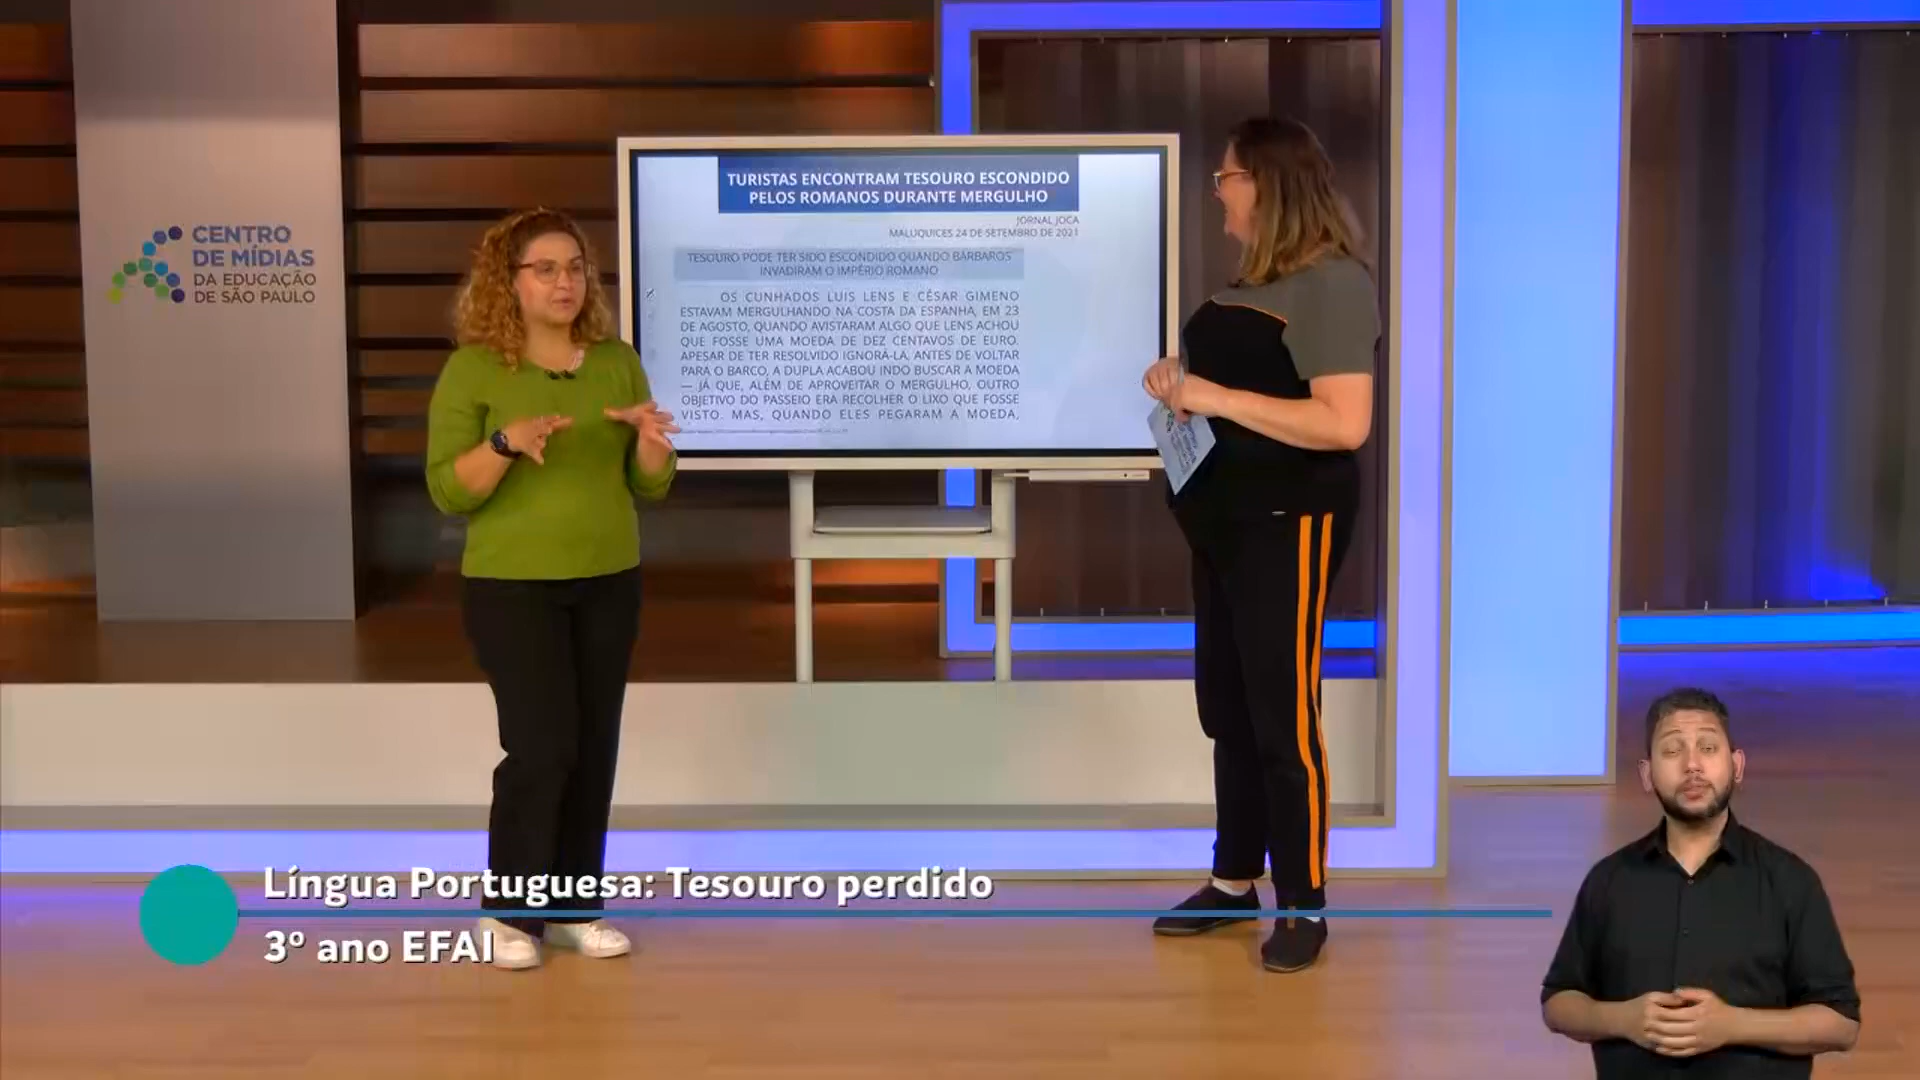 CENTRO
DE MÍDIAS
DA EDUCAÇÃO
DE SÃO PAULO
TURISTAS ENCONTRAM TESOURO ESCONDIDO
PELOS ROMANOS DURANTE MERGULHO
JORNAL JOCA
MALUQUICES 24 DE SETEMBRO DE 2021
TESOURO PODE TER SIDO ESCONDIDO QUANDO BÁRBAROS
INVADIRAM O IMPÉRIO ROMANO
OS CUNHADOS LUIS LENS E CÉSAR GIMENO
ESTAVAM MERGULHANDO NA COSTA DA ESPANHA, EM 23
DE AGOSTO, QUANDO AVISTARAM ALGO QUE LENS ACHOU
QUE FOSSE UMA MOEDA DE DEZ CENTAVOS DE EURO.
APESAR DE TER RESOLVIDO IGNORÁ-LA, ANTES DE VOLTAR
PARA O BARCO, A DUPLA ACABOU INDO BUSCAR A MOEDA
— JÁ QUE, ALÉM DE APROVEITAR O MERGULHO, OUTRO
OBJETIVO DO PASSEIO ERA RECOLHER O LIXO QUE FOSSE
VISTO. MAS, QUANDO ELES PEGARAM A MOEDA,
Língua Portuguesa: Tesouro perdido
3º ano EFAI